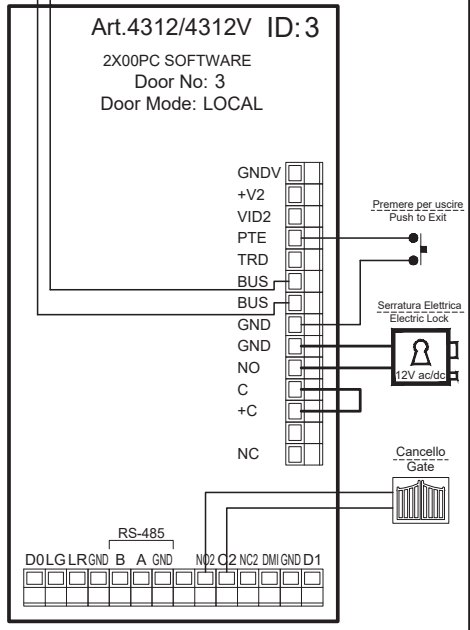 Art.4312/4312V ID:3
2X00PC SOFTWARE
Door No: 3
Door Mode: LOCAL
GNDV
+V2
VID2
PTE
TRD
BUS
BUS
GND
GND
NO
C
+C
NC
Premere per uscire
Push to Exit
Serratura Elettrica
Electric Lock
12V ac/dc
Cancello
Gate
RS-485
D0 LG LR GND B A GND NO2 C2 NC2 DMI GND D1